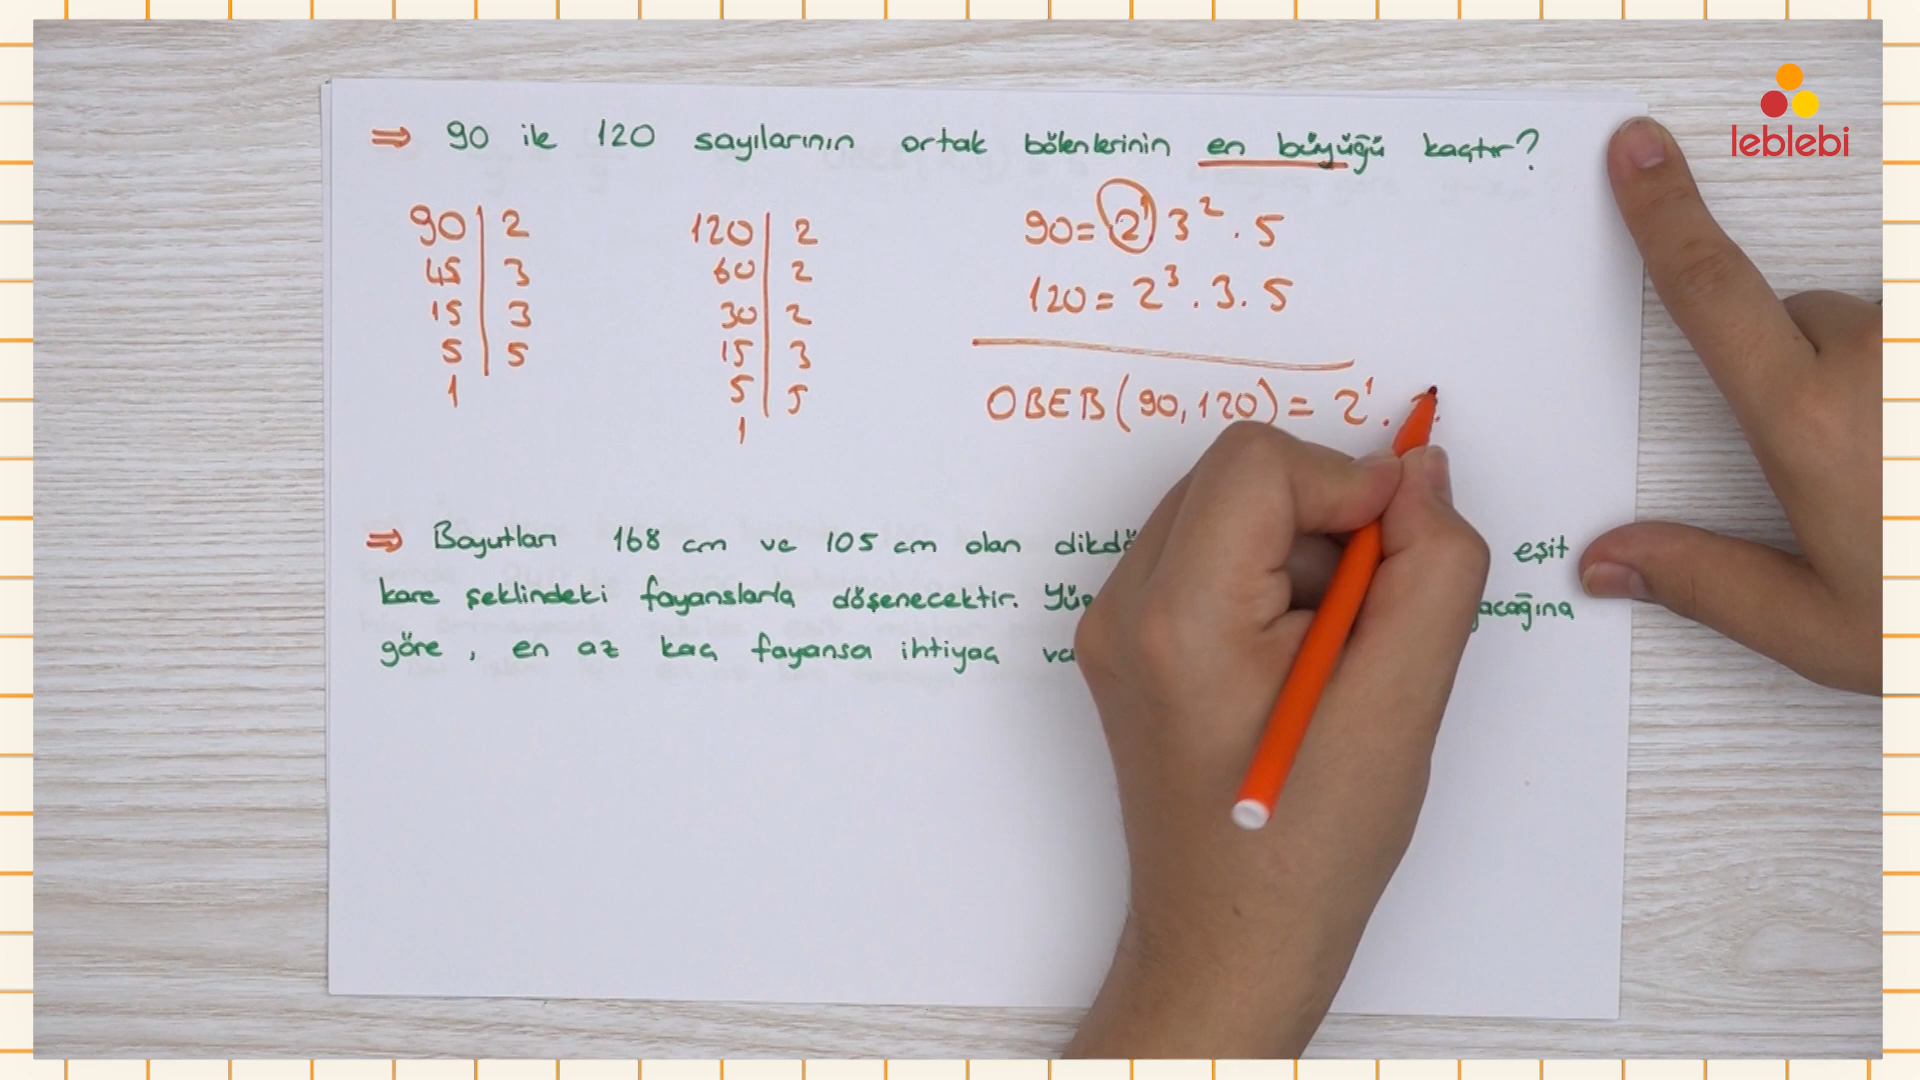 leblebi
⇒ 90 ile 120 sayılarının ortak bölenlerinin en büyüğü kaçtır?
90 | 2
45 | 3
15 | 3
5 | 5
1
120 | 2
60 | 2
30 | 2
15 | 3
5 | 5
1
90 = 2¹ 3² . 5
120 = 2³ . 3 . 5
OBEB(90,120) = 2¹ .
⇒ Boyutları 168 cm ve 105 cm olan eşit
kare şeklindeki fayanslarla döşenecektir.
göre, en az kaç fayansa ihtiyaç